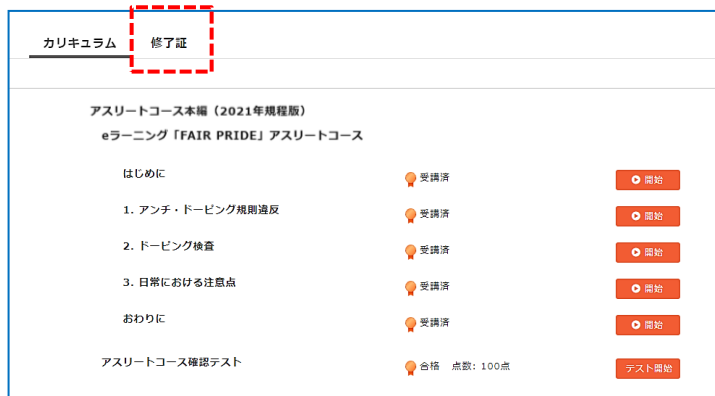 カリキュラム 修了証
アスリートコース本編（2021年規程版）
eラーニング「FAIR PRIDE」アスリートコース
はじめに 受講済 開始
1. アンチ・ドーピング規則違反 受講済 開始
2. ドーピング検査 受講済 開始
3. 日常における注意点 受講済 開始
おわりに 受講済 開始
アスリートコース確認テスト 合格 点数: 100点 テスト開始